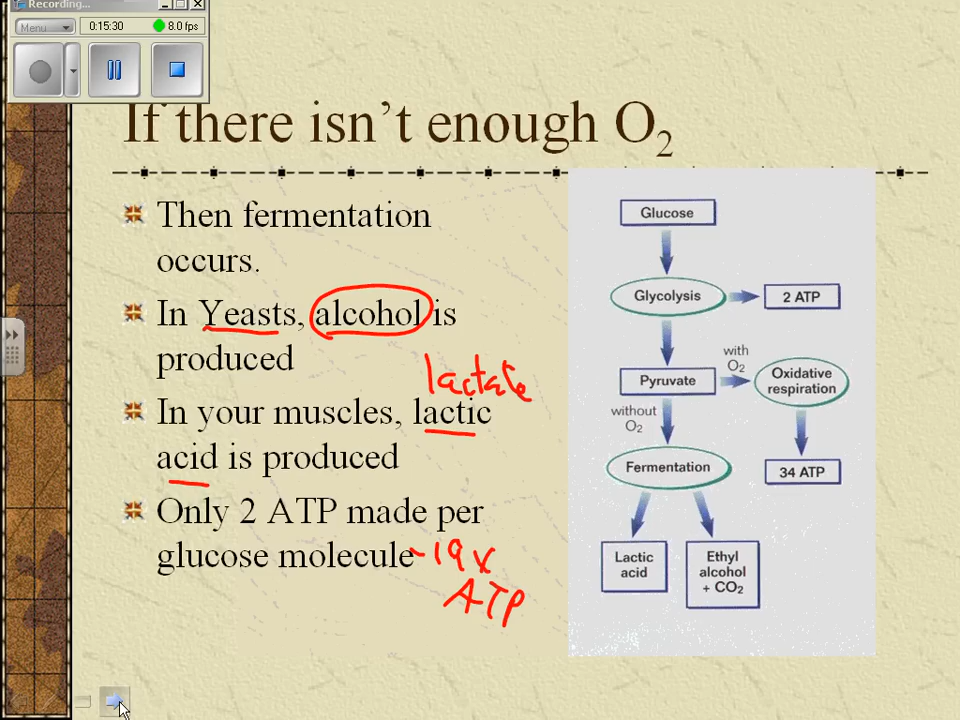 Recording...
Menu
0:15:30
8.0 fps
If there isn't enough O₂
Then fermentation
occurs.
In Yeasts, alcohol is
produced
lactate
In your muscles, lactic
acid is produced
Only 2 ATP made per
glucose molecule
~19x
ATP
Glucose
Glycolysis
2 ATP
Pyruvate
with
O₂
Oxidative
respiration
without
O₂
Fermentation
34 ATP
Lactic
acid
Ethyl
alcohol
+ CO₂